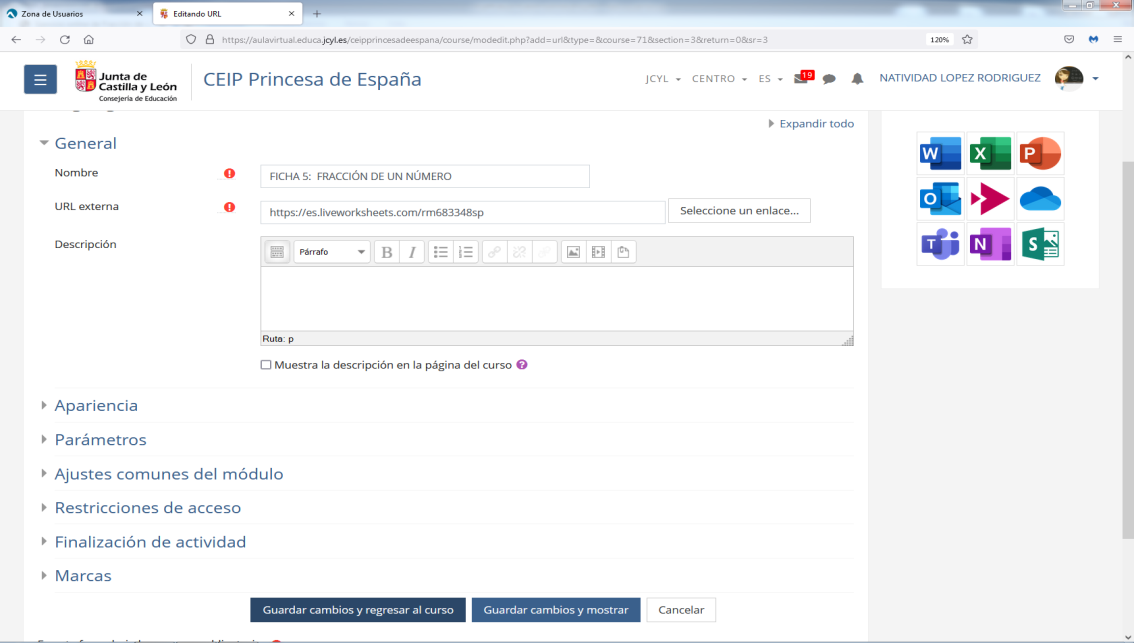 Zona de Usuarios
Editando URL
https://aulavirtual.educa.jcyl.es/ceipprincesadeespana/course/modedit.php?add=url&type=&course=71&section=3&return=0&sr=3
120%
Junta de
Castilla y León
Consejería de Educación
CEIP Princesa de España
JCYL
CENTRO
ES
19
NATIVIDAD LOPEZ RODRIGUEZ
Expandir todo
General
Nombre
FICHA 5: FRACCIÓN DE UN NÚMERO
URL externa
https://es.liveworksheets.com/rm683348sp
Seleccione un enlace...
Descripción
Párrafo
B I
Ruta: p
Muestra la descripción en la página del curso
Apariencia
Parámetros
Ajustes comunes del módulo
Restricciones de acceso
Finalización de actividad
Marcas
Guardar cambios y regresar al curso
Guardar cambios y mostrar
Cancelar
W X P
O
T N S